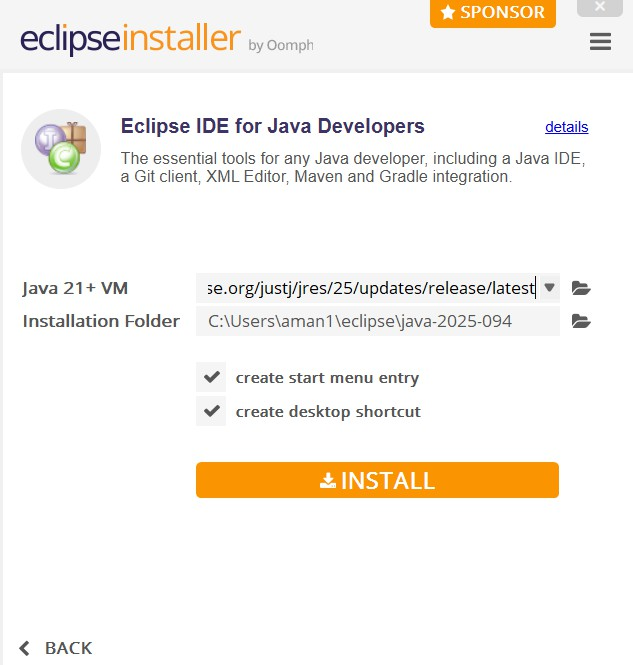 SPONSOR
eclipseinstaller by Oomph
Eclipse IDE for Java Developers details
The essential tools for any Java developer, including a Java IDE,
a Git client, XML Editor, Maven and Gradle integration.
Java 21+ VM se.org/justj/jres/25/updates/release/latest
Installation Folder C:\Users\aman1\eclipse\java-2025-094
create start menu entry
create desktop shortcut
INSTALL
BACK